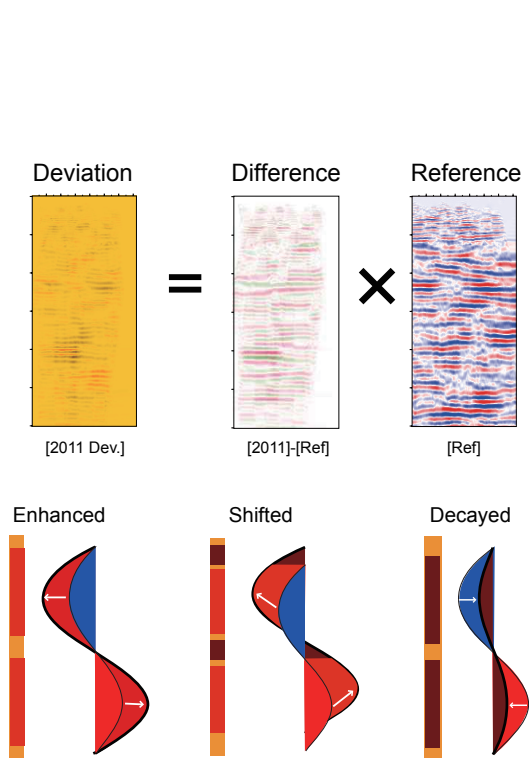 Deviation Difference Reference
= ×
[2011 Dev.] [2011]-[Ref] [Ref]
Enhanced Shifted Decayed